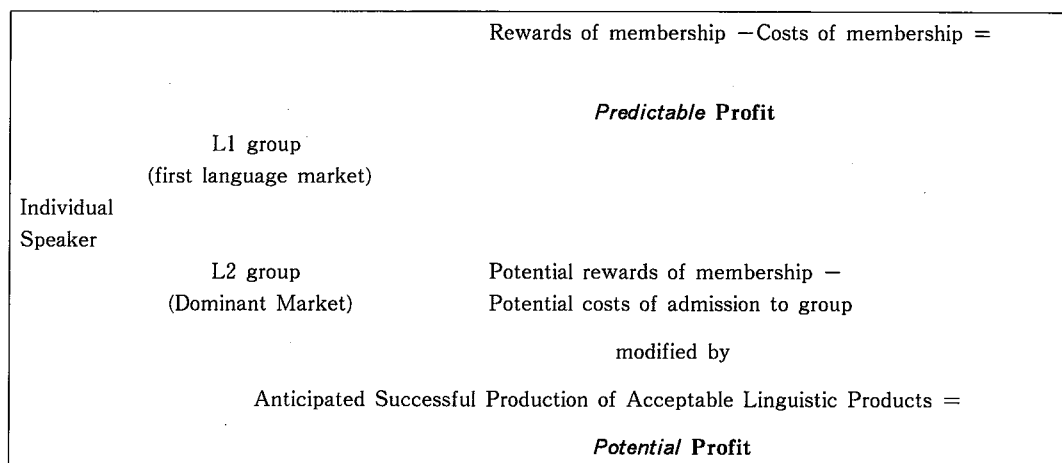 Rewards of membership −Costs of membership =
Predictable Profit
L1 group
(first language market)
Individual
Speaker
L2 group
(Dominant Market)
Potential rewards of membership −
Potential costs of admission to group
modified by
Anticipated Successful Production of Acceptable Linguistic Products =
Potential Profit